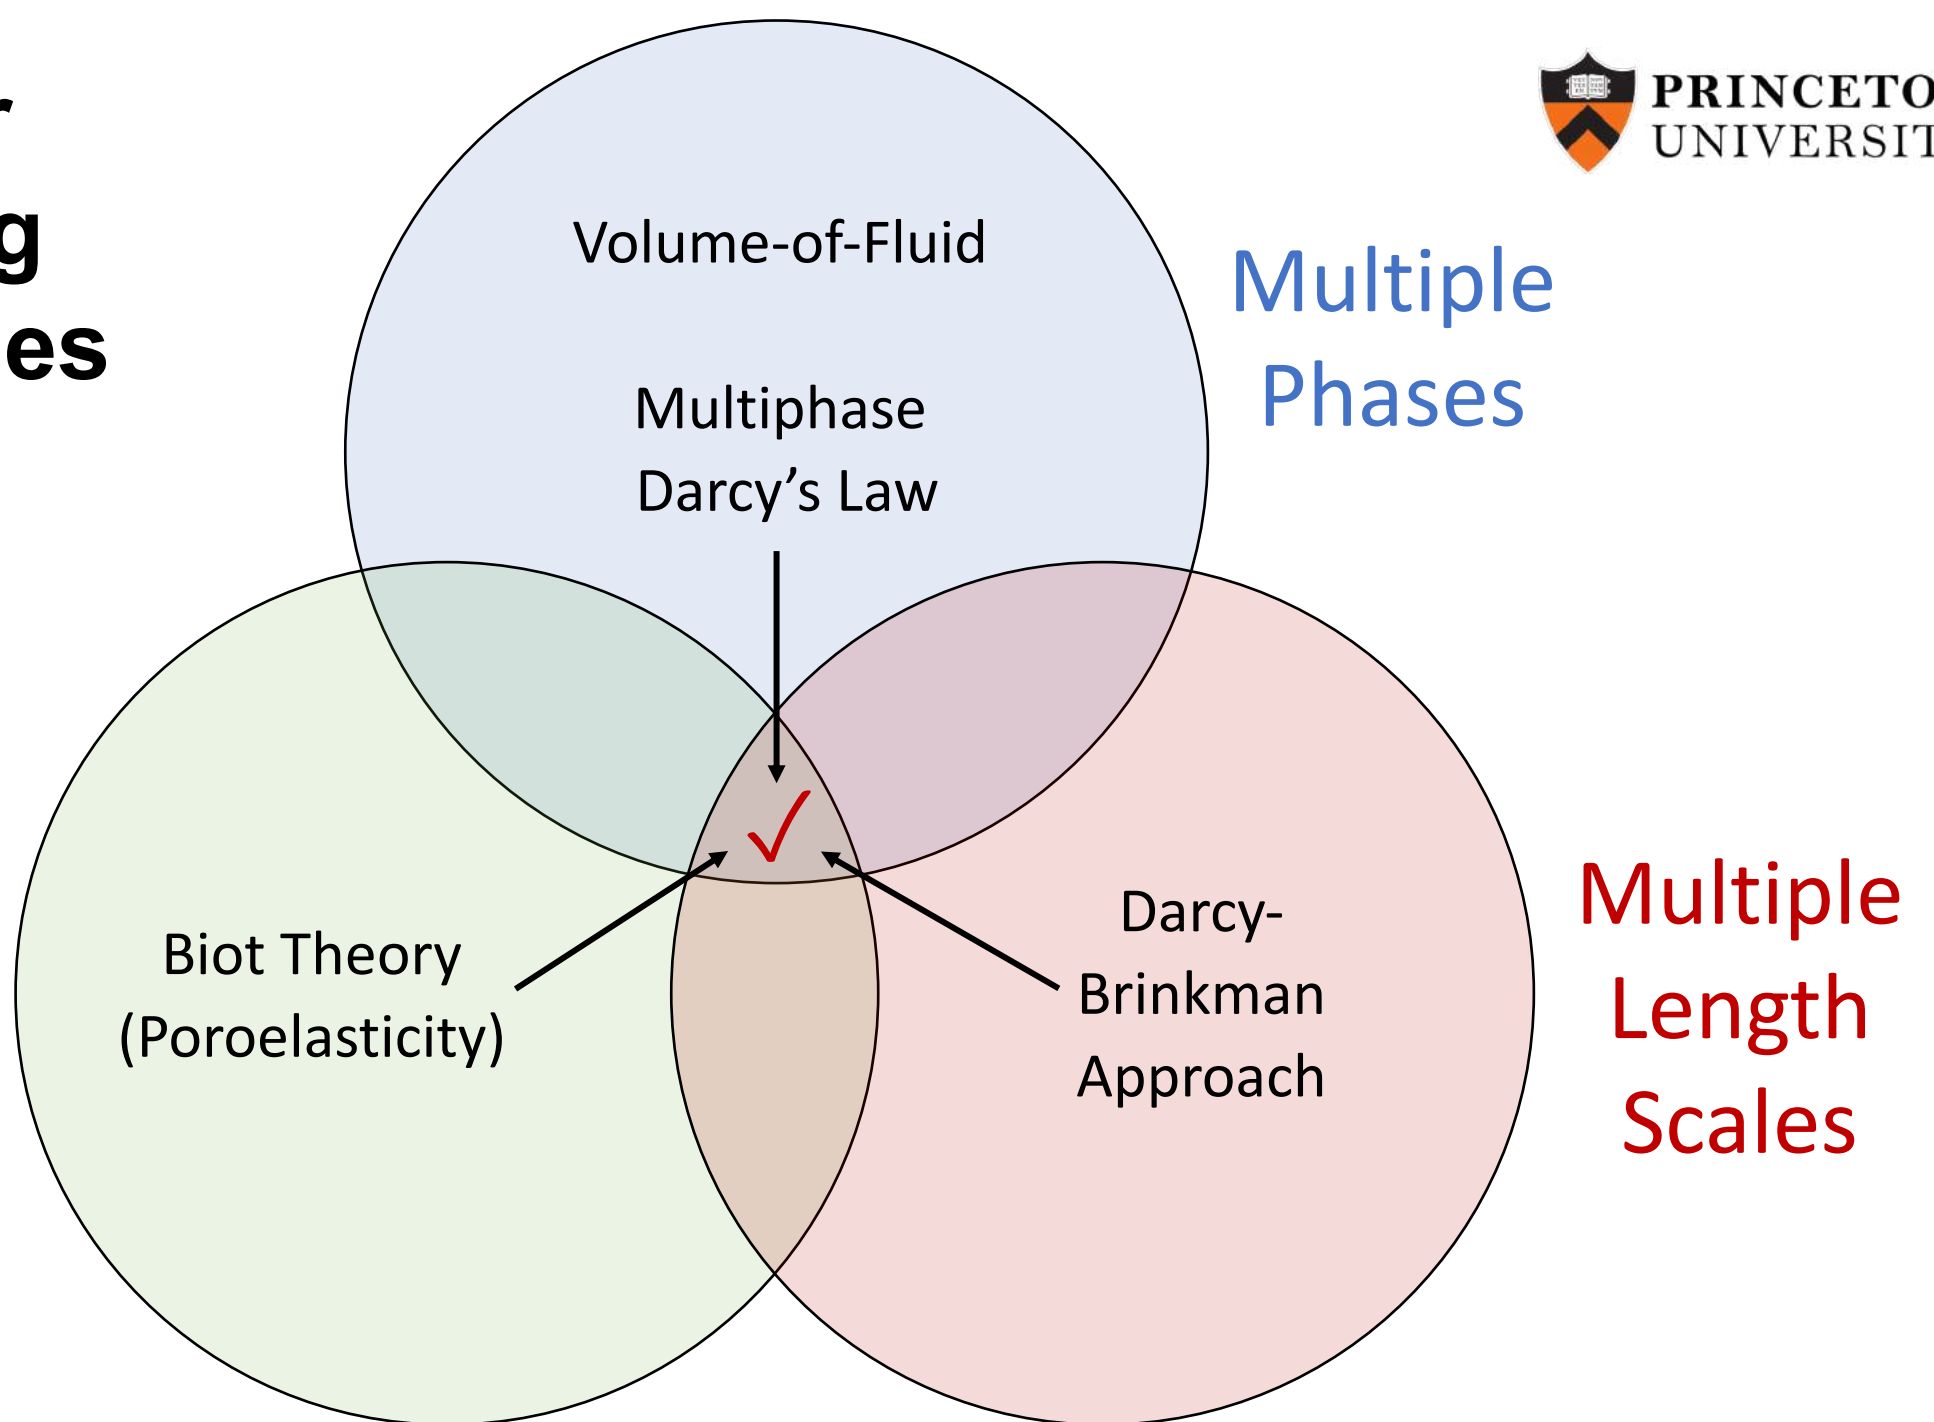 PRINCETO
UNIVERSIT
Volume-of-Fluid
Multiphase
Darcy’s Law
Multiple
Phases
Biot Theory
(Poroelasticity)
Darcy-
Brinkman
Approach
Multiple
Length
Scales